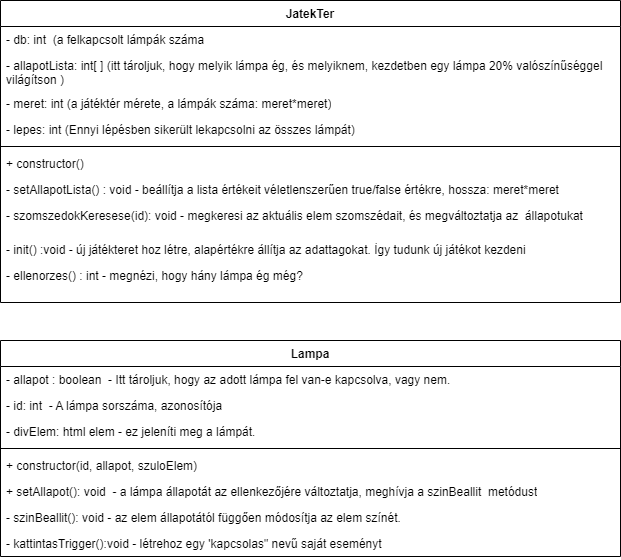 JatekTer
- db: int  (a felkapcsolt lámpák száma
- allapotLista: int[ ] (itt tároljuk, hogy melyik lámpa ég, és melyiknem, kezdetben egy lámpa 20% valószínűséggel
világítson )
- meret: int (a játéktér mérete, a lámpák száma: meret*meret)
- lepes: int (Ennyi lépésben sikerült lekapcsolni az összes lámpát)
+ constructor()
- setAllapotLista() : void - beállítja a lista értékeit véletlenszerűen true/false értékre, hossza: meret*meret
- szomszedokKeresese(id): void - megkeresi az aktuális elem szomszédait, és megváltoztatja az  állapotukat
- init() :void - új játékteret hoz létre, alapértékre állítja az adattagokat. Így tudunk új játékot kezdeni
- ellenorzes() : int - megnézi, hogy hány lámpa ég még?
Lampa
- allapot : boolean  - Itt tároljuk, hogy az adott lámpa fel van-e kapcsolva, vagy nem.
- id: int  - A lámpa sorszáma, azonosítója
- divElem: html elem - ez jeleníti meg a lámpát.
+ constructor(id, allapot, szuloElem)
+ setAllapot(): void  - a lámpa állapotát az ellenkezőjére változtatja, meghívja a szinBeallit  metódust
- szinBeallit(): void - az elem állapotától függően módosítja az elem színét.
- kattintasTrigger():void - létrehoz egy 'kapcsolas" nevű saját eseményt